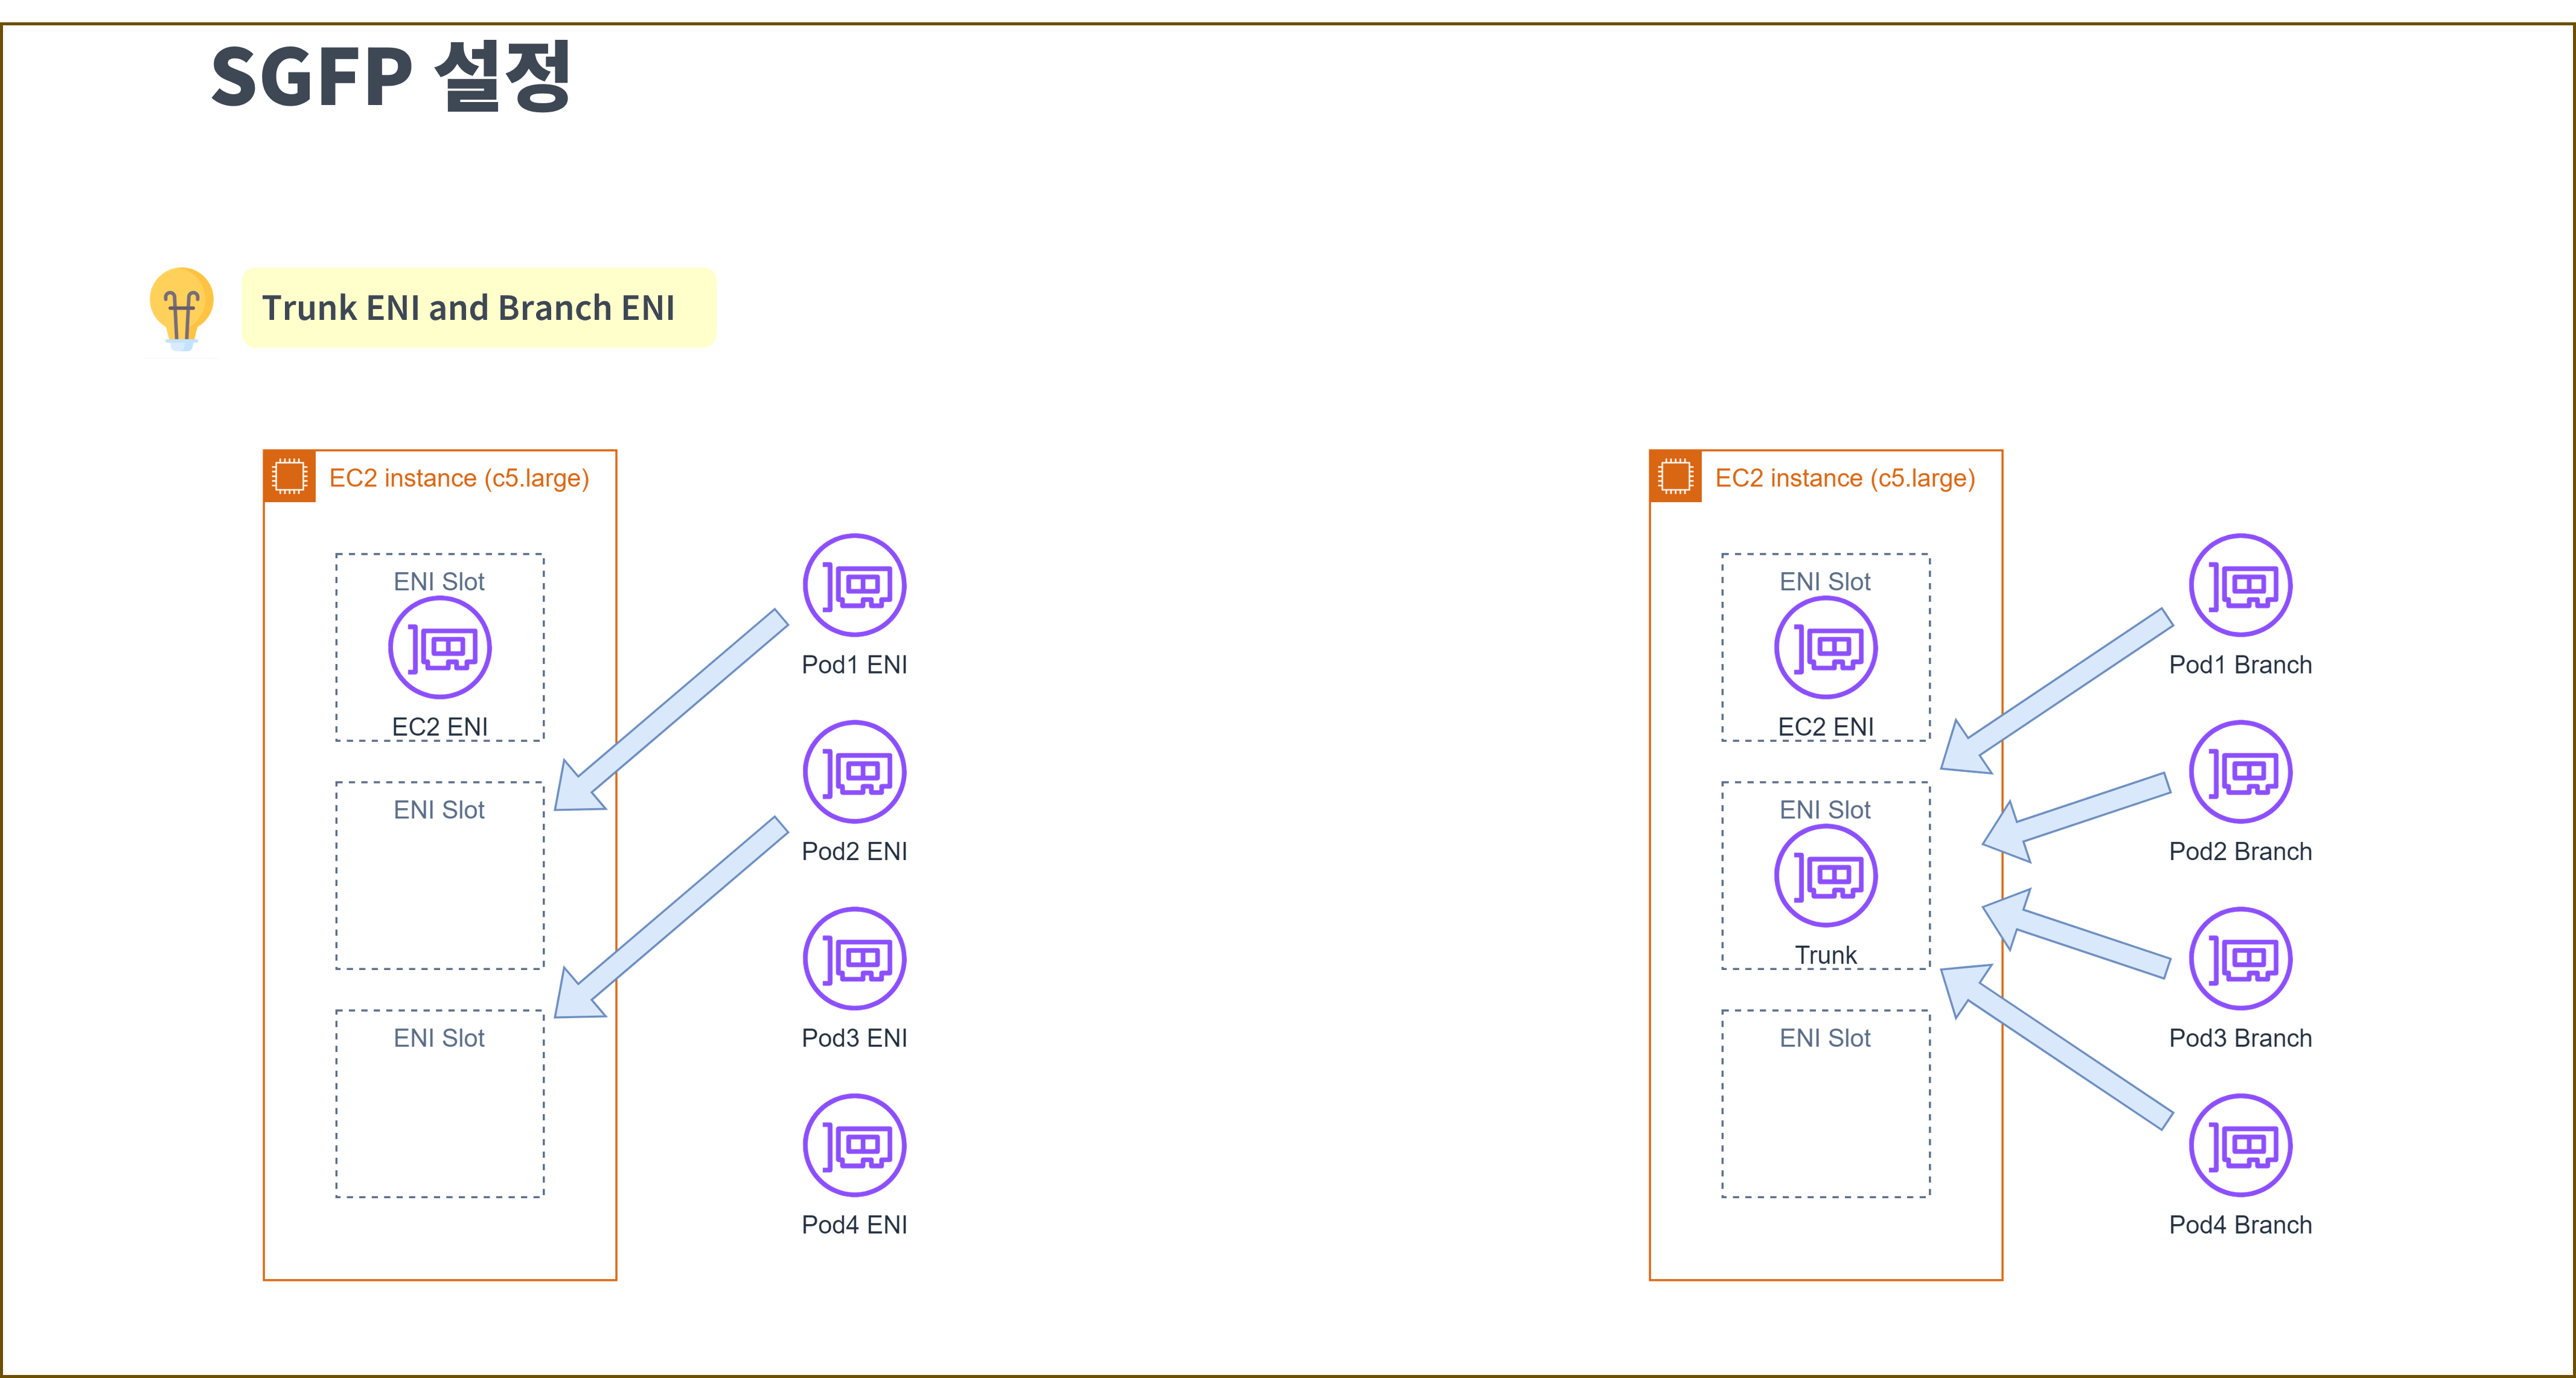 SGFP 설정
Trunk ENI and Branch ENI
EC2 instance (c5.large)
ENI Slot
EC2 ENI
ENI Slot
ENI Slot
Pod1 ENI
Pod2 ENI
Pod3 ENI
Pod4 ENI
EC2 instance (c5.large)
ENI Slot
EC2 ENI
ENI Slot
Trunk
ENI Slot
Pod1 Branch
Pod2 Branch
Pod3 Branch
Pod4 Branch